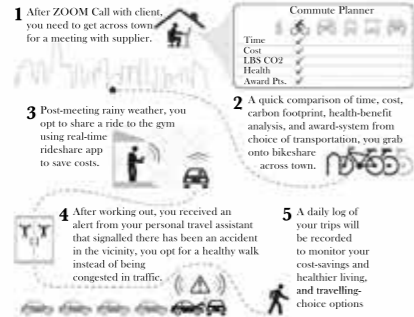 1 After ZOOM Call with client,
you need to get across town
for a meeting with supplier.
Commute Planner
Time
Cost
LBS CO2
Health
Award Pts.
2 A quick comparison of time, cost,
carbon footprint, health-benefit
analysis, and award-system from
choice of transportation, you grab
onto bikeshare
across town.
3 Post-meeting rainy weather, you
opt to share a ride to the gym
using real-time
rideshare app
to save costs.
4 After working out, you received an
alert from your personal travel assistant
that signalled there has been an accident
in the vicinity, you opt for a healthy walk
instead of being
congested in traffic.
5 A daily log of
your trips will
be recorded
to monitor your
cost-savings and
healthier living,
and travelling-
choice options